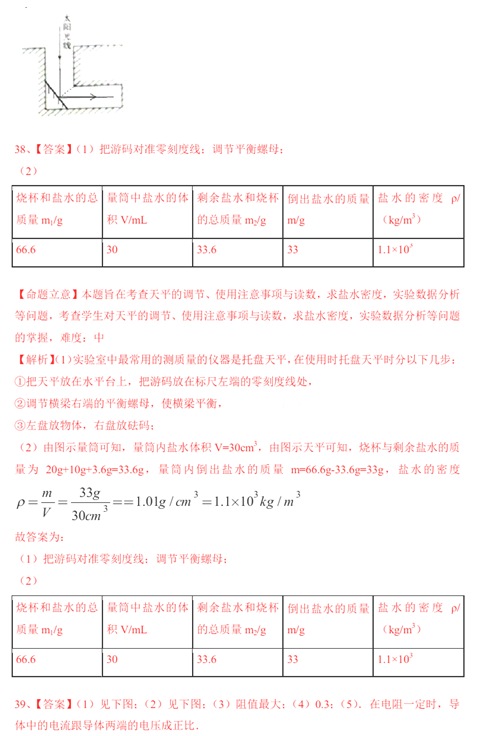 太阳光线
38、【答案】（1）把游码对准零刻度线；调节平衡螺母；
（2）
烧杯和盐水的总质量 m₁/g 量筒中盐水的体积 V/mL 剩余盐水和烧杯的总质量 m₂/g 倒出盐水的质量 m/g 盐水的密度 ρ/（kg/m³）
66.6 30 33.6 33 1.1×10³
【命题立意】本题旨在考查天平的调节、使用注意事项与读数，求盐水密度，实验数据分析
等问题，考查学生对天平的调节、使用注意事项与读数，求盐水密度，实验数据分析等问题
的掌握，难度：中
【解析】（1）实验室中最常用的测质量的仪器是托盘天平，在使用时托盘天平时分以下几步：
①把天平放在水平台上，把游码放在标尺左端的零刻度线处，
②调节横梁右端的平衡螺母，使横梁平衡，
③左盘放物体，右盘放砝码；
（2）由图示量筒可知，量筒内盐水体积 V=30cm³，由图示天平可知，烧杯与剩余盐水的质
量为 20g+10g+3.6g=33.6g，量筒内倒出盐水的质量 m=66.6g-33.6g=33g，盐水的密度
ρ = m/V = 33g/30cm³ ==1.01g / cm³ =1.1×10³ kg / m³
故答案为：
（1）把游码对准零刻度线；调节平衡螺母；
（2）
烧杯和盐水的总质量 m₁/g 量筒中盐水的体积 V/mL 剩余盐水和烧杯的总质量 m₂/g 倒出盐水的质量 m/g 盐水的密度 ρ/（kg/m³）
66.6 30 33.6 33 1.1×10³
39、【答案】（1）见下图；（2）见下图；（3）阻值最大；（4）0.3；（5）．在电阻一定时，导
体中的电流跟导体两端的电压成正比．